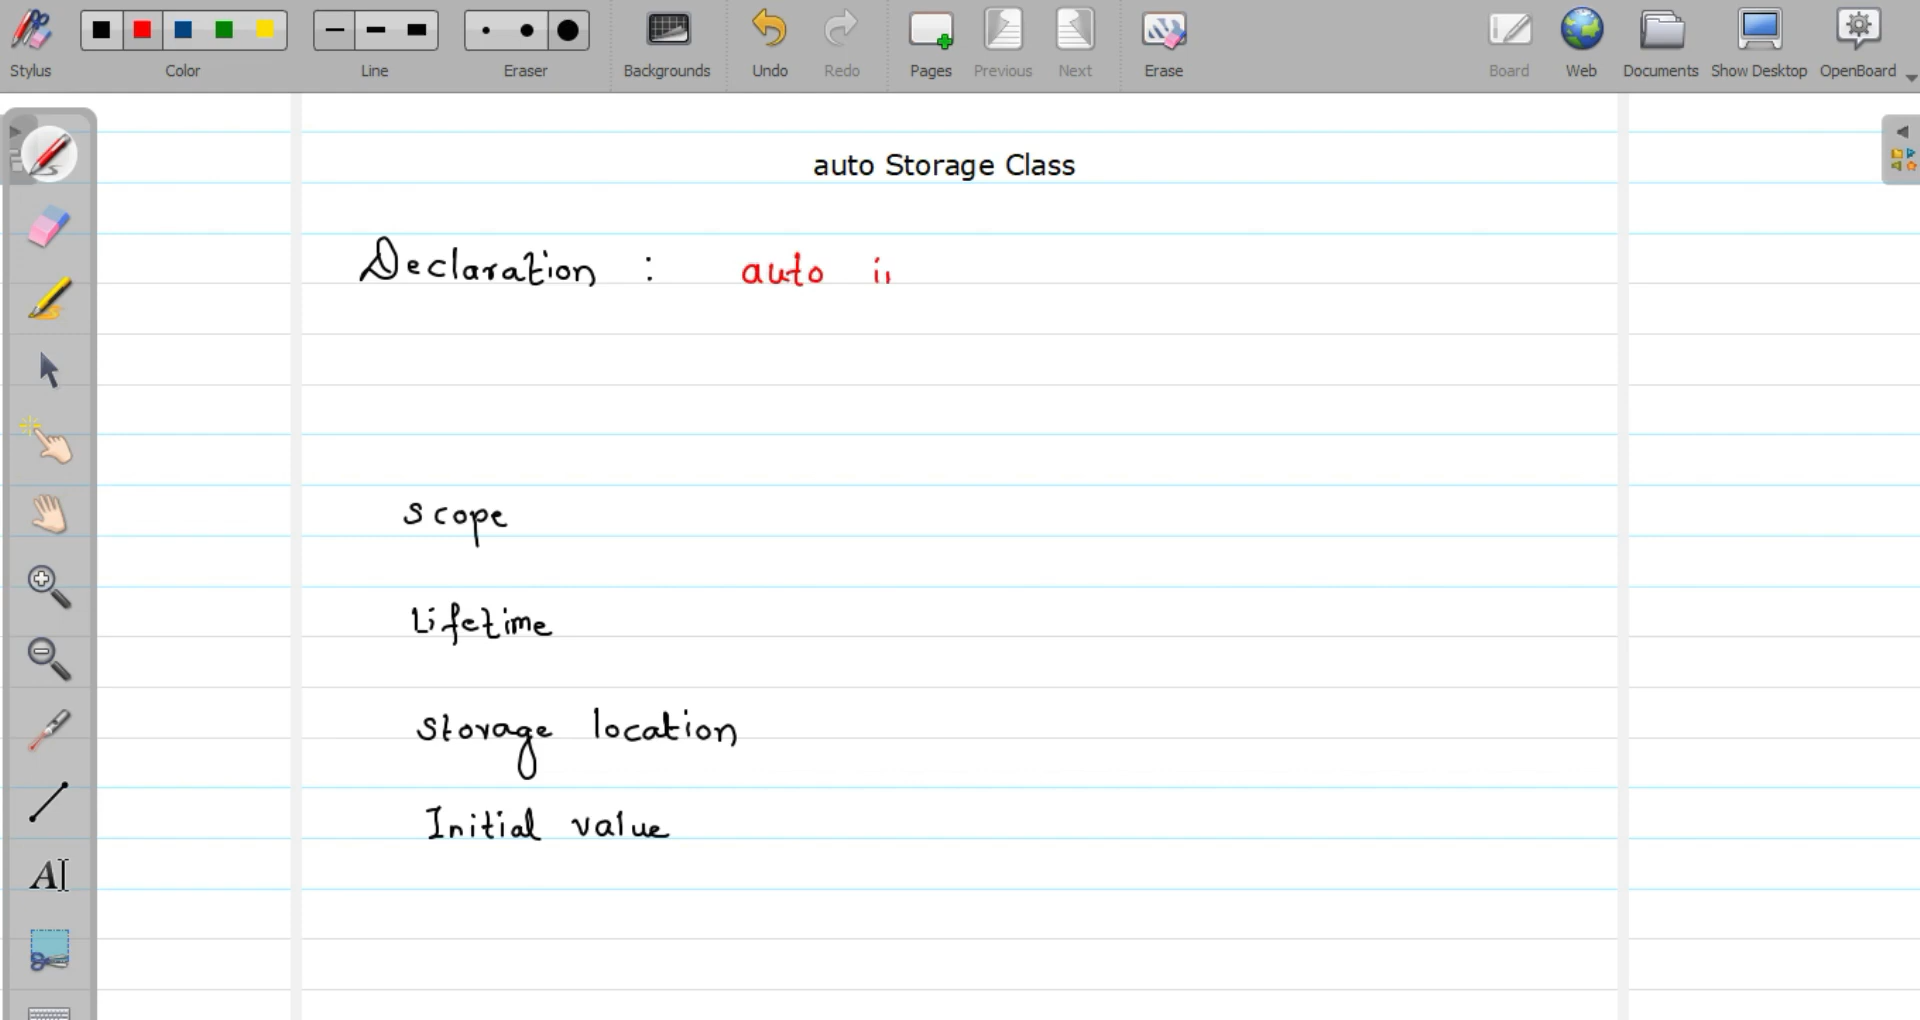 Stylus Color Line Eraser Backgrounds Undo Redo Pages Previous Next Erase Board Web Documents Show Desktop OpenBoard
auto Storage Class
Declaration : auto
Scope
Lifetime
Storage location
Initial value